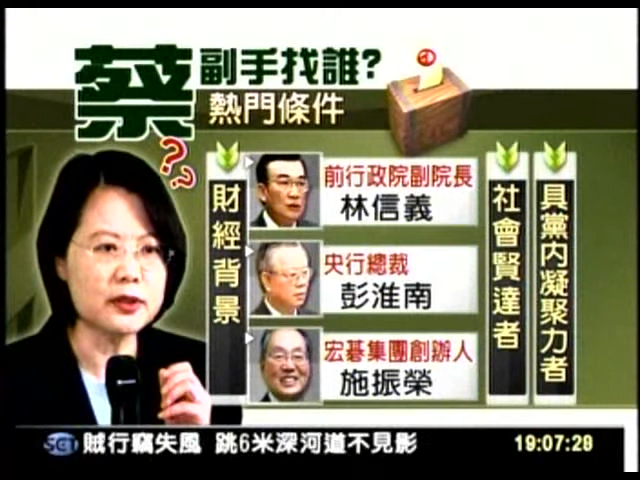 蔡
副手找誰?
熱門條件
??
財經背景
前行政院副院長
林信義
央行總裁
彭淮南
宏碁集團創辦人
施振榮
社會賢達者
具黨內凝聚力者
SCT 賊行竊失風 跳6米深河道不見影 19:07:28